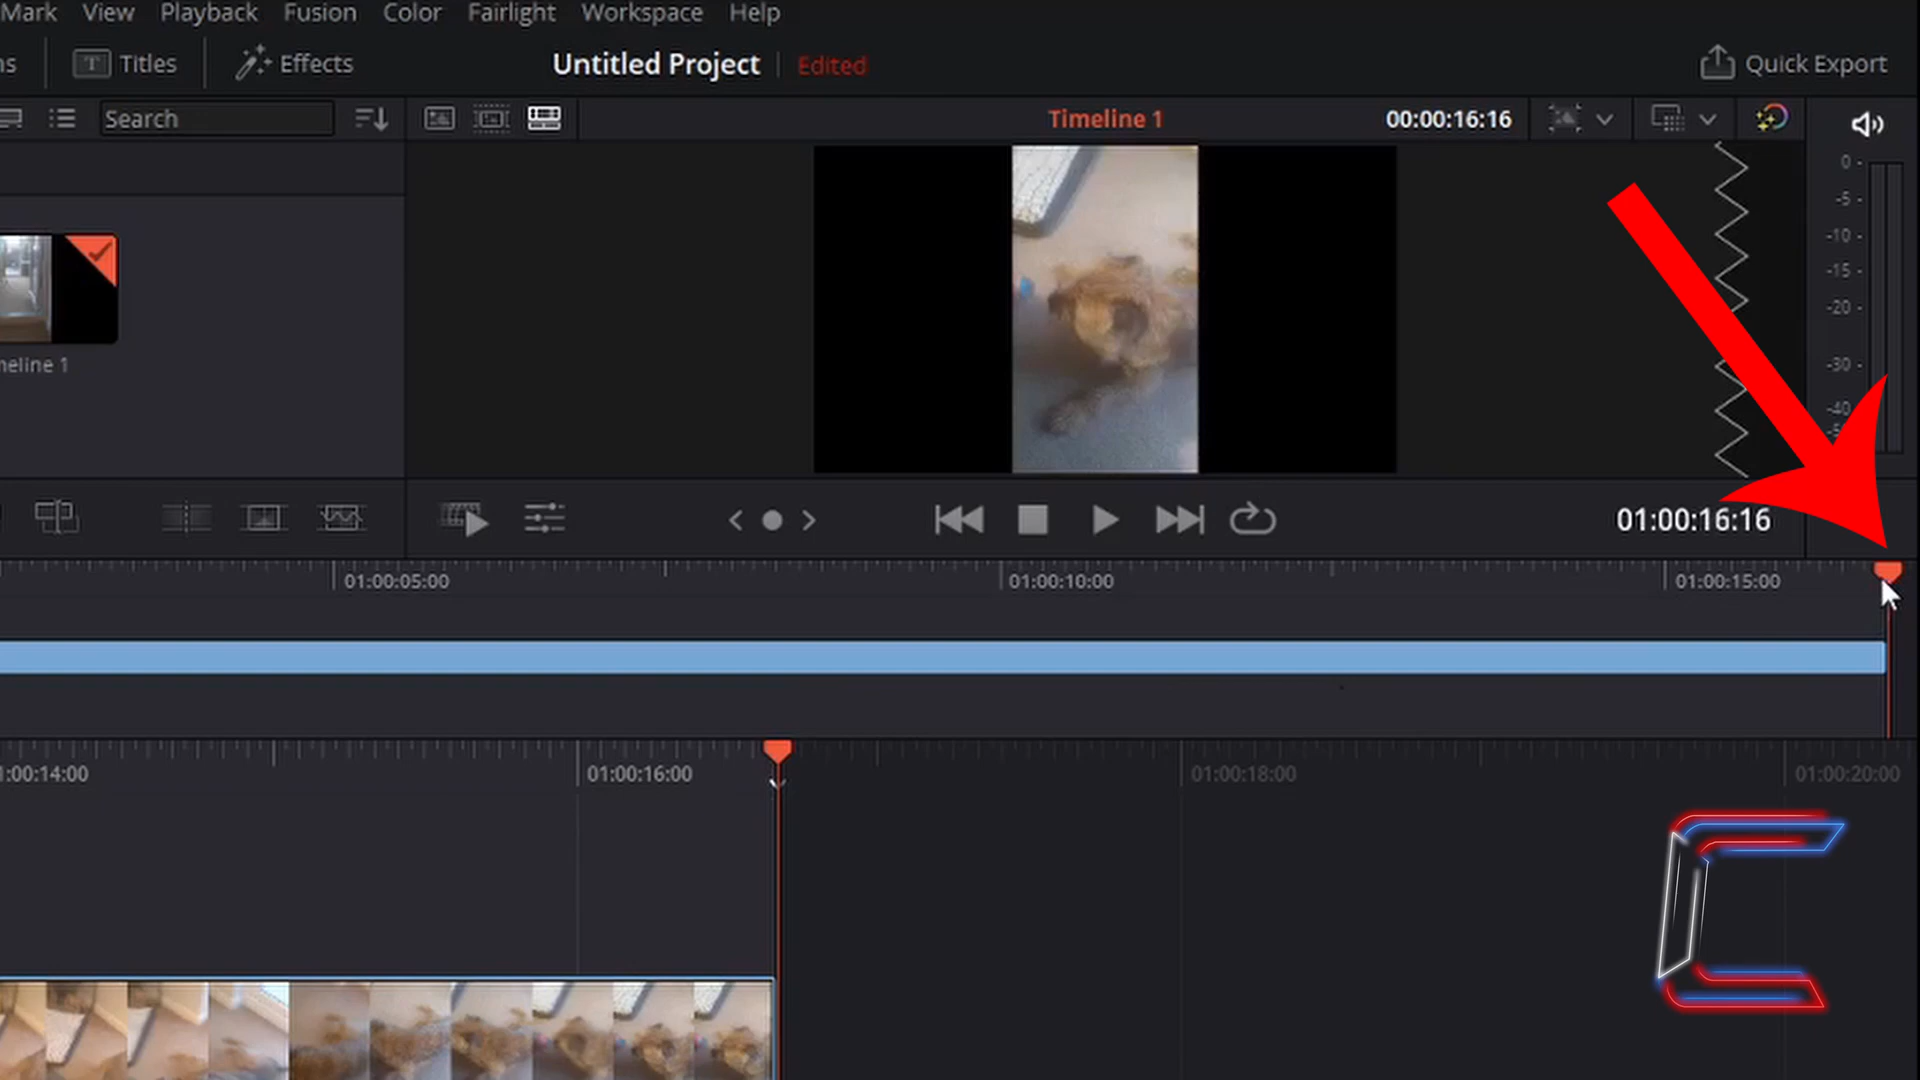 Mark View Playback Fusion Color Fairlight Workspace Help
ns Titles Effects Untitled Project Edited Quick Export
Search Timeline 1 00:00:16:16
0
-5
-10
-15
-20
-30
-40
meline 1
01:00:16:16
01:00:05:00 01:00:10:00 01:00:15:00
1:00:14:00 01:00:16:00 01:00:18:00 01:00:20:00